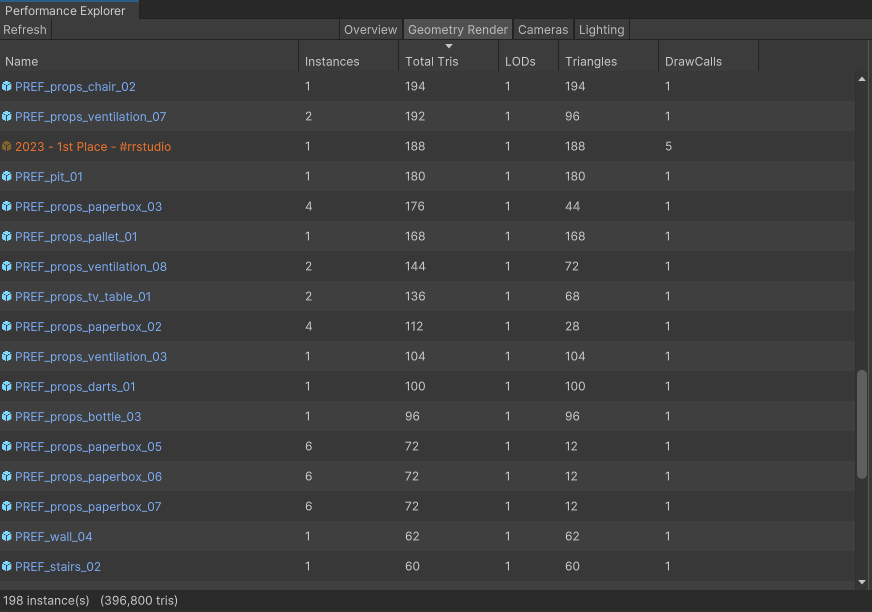 Performance Explorer
Refresh Overview Geometry Render Cameras Lighting
Name Instances Total Tris LODs Triangles DrawCalls
PREF_props_chair_02 1 194 1 194 1
PREF_props_ventilation_07 2 192 1 96 1
2023 - 1st Place - #rrstudio 1 188 1 188 5
PREF_pit_01 1 180 1 180 1
PREF_props_paperbox_03 4 176 1 44 1
PREF_props_pallet_01 1 168 1 168 1
PREF_props_ventilation_08 2 144 1 72 1
PREF_props_tv_table_01 2 136 1 68 1
PREF_props_paperbox_02 4 112 1 28 1
PREF_props_ventilation_03 1 104 1 104 1
PREF_props_darts_01 1 100 1 100 1
PREF_props_bottle_03 1 96 1 96 1
PREF_props_paperbox_05 6 72 1 12 1
PREF_props_paperbox_06 6 72 1 12 1
PREF_props_paperbox_07 6 72 1 12 1
PREF_wall_04 1 62 1 62 1
PREF_stairs_02 1 60 1 60 1
198 instance(s) (396,800 tris)